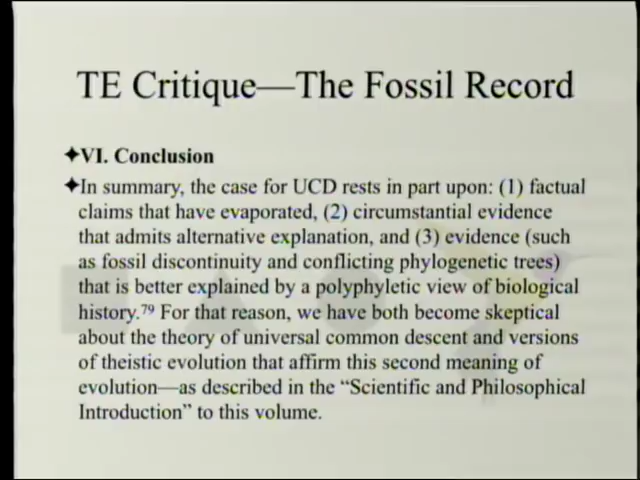 TE Critique—The Fossil Record
✦VI. Conclusion
✦In summary, the case for UCD rests in part upon: (1) factual
claims that have evaporated, (2) circumstantial evidence
that admits alternative explanation, and (3) evidence (such
as fossil discontinuity and conflicting phylogenetic trees)
that is better explained by a polyphyletic view of biological
history.79 For that reason, we have both become skeptical
about the theory of universal common descent and versions
of theistic evolution that affirm this second meaning of
evolution—as described in the “Scientific and Philosophical
Introduction” to this volume.